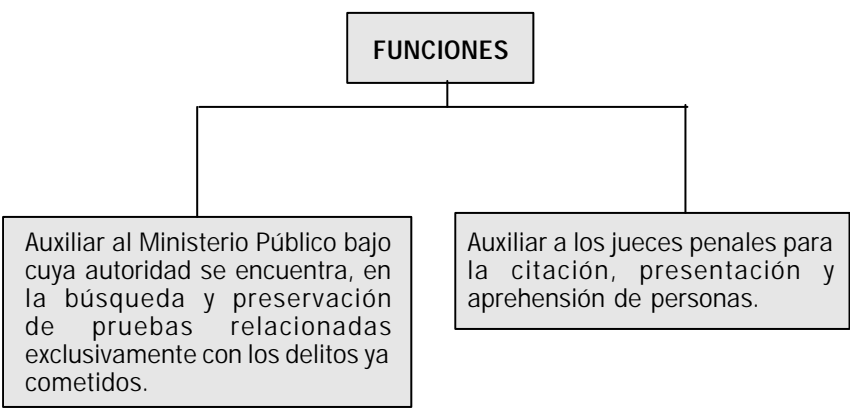 FUNCIONES
Auxiliar al Ministerio Público bajo
cuya autoridad se encuentra, en
la búsqueda y preservación
de pruebas relacionadas
exclusivamente con los delitos ya
cometidos.
Auxiliar a los jueces penales para
la citación, presentación y
aprehensión de personas.